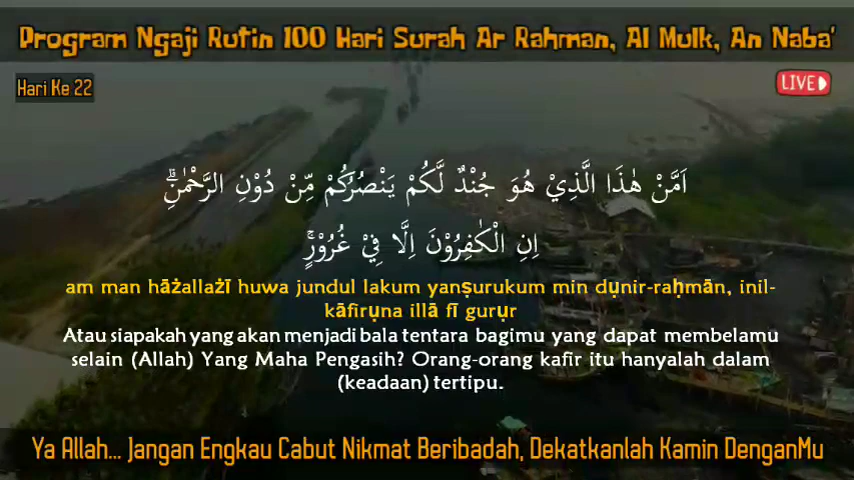 Program Ngaji Rutin 100 Hari Surah Ar Rahman, Al Mulk, An Naba'
Hari Ke 22
LIVE
اَمَّنْ هٰذَا الَّذِيْ هُوَ جُنْدٌ لَّكُمْ يَنْصُرُكُمْ مِّنْ دُوْنِ الرَّحْمٰنِۗ
اِنِ الْكٰفِرُوْنَ اِلَّا فِيْ غُرُوْرٍۚ
am man hāżallażī huwa jundul lakum yanṣurukum min dụnir-raḥmān, inil-
kāfirụna illā fī gurụr
Atau siapakah yang akan menjadi bala tentara bagimu yang dapat membelamu
selain (Allah) Yang Maha Pengasih? Orang-orang kafir itu hanyalah dalam
(keadaan) tertipu.
Ya Allah... Jangan Engkau Cabut Nikmat Beribadah, Dekatkanlah Kamin DenganMu